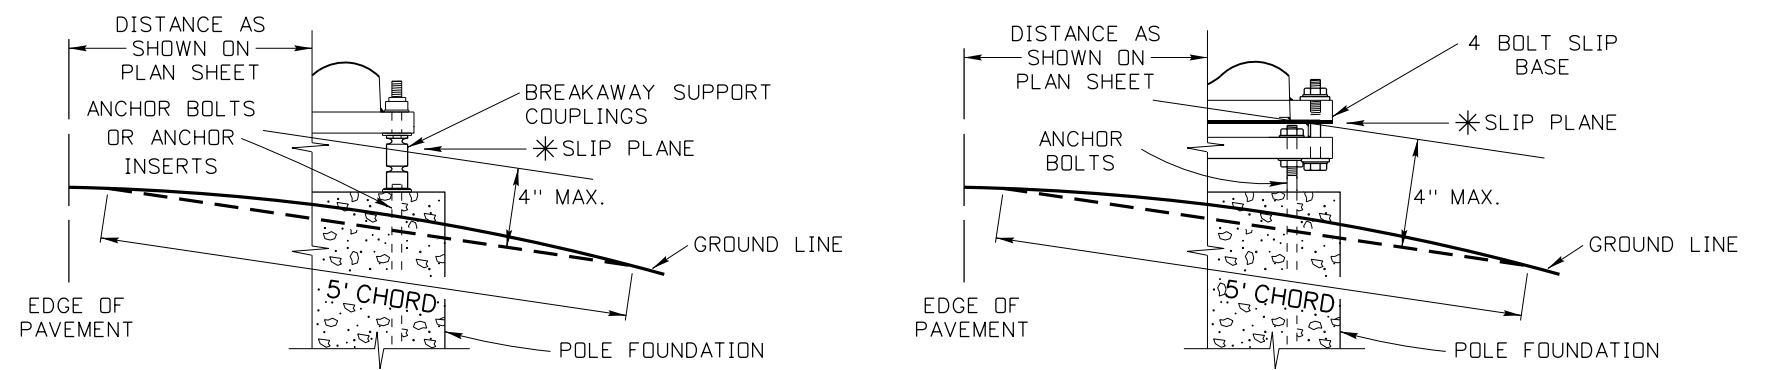 DISTANCE AS
SHOWN ON
PLAN SHEET
ANCHOR BOLTS
OR ANCHOR
INSERTS
BREAKAWAY SUPPORT
COUPLINGS
SLIP PLANE
4" MAX.
GROUND LINE
5' CHORD
EDGE OF
PAVEMENT
POLE FOUNDATION
DISTANCE AS
SHOWN ON
PLAN SHEET
4 BOLT SLIP
BASE
SLIP PLANE
ANCHOR
BOLTS
4" MAX.
GROUND LINE
5' CHORD
EDGE OF
PAVEMENT
POLE FOUNDATION